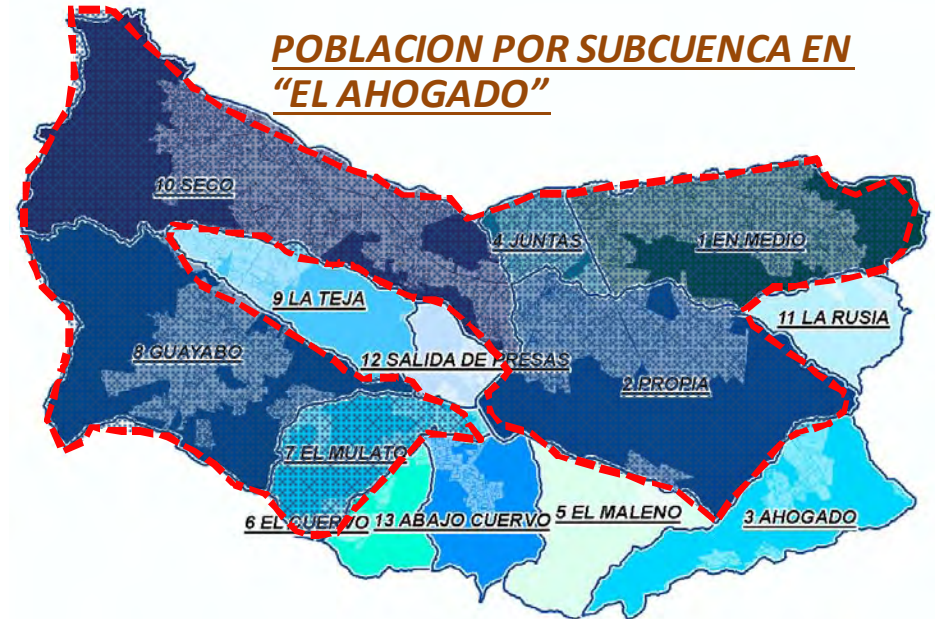 POBLACION POR SUBCUENCA EN
“EL AHOGADO”
10 SECO
4 JUNTAS
1 EN MEDIO
9 LA TEJA
11 LA RUSIA
8 GUAYABO
12 SALIDA DE PRESAS
2 PROPIA
7 EL MULATO
6 EL CUERVO
13 ABAJO CUERVO
5 EL MALENO
3 AHOGADO